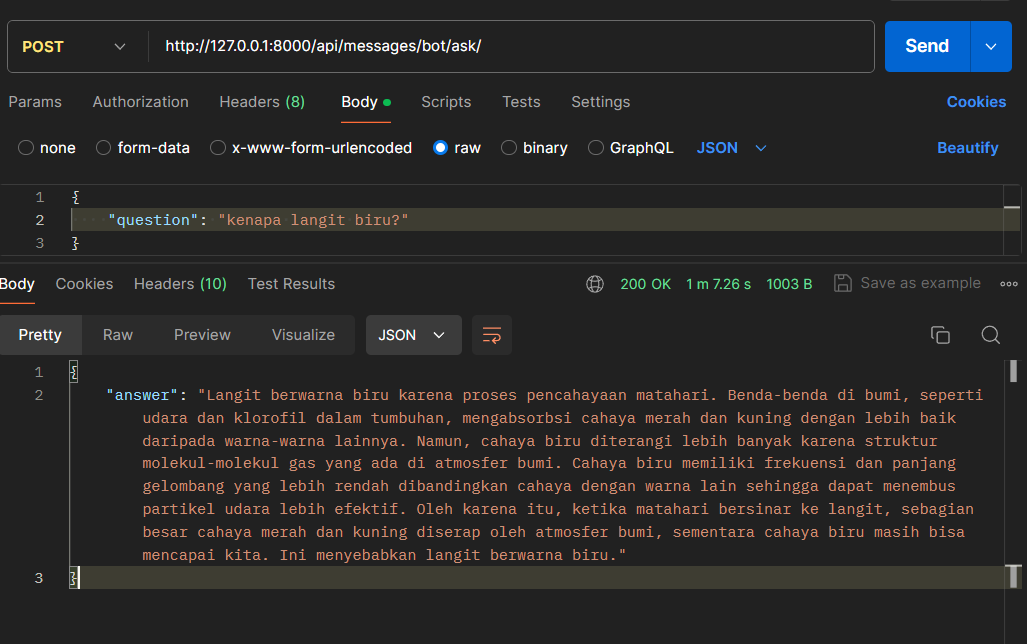 POST http://127.0.0.1:8000/api/messages/bot/ask/ Send
Params Authorization Headers (8) Body Scripts Tests Settings Cookies
none form-data x-www-form-urlencoded raw binary GraphQL JSON Beautify
1 {
2 "question": "kenapa langit biru?"
3 }
Body Cookies Headers (10) Test Results 200 OK 1 m 7.26 s 1003 B Save as example
Pretty Raw Preview Visualize JSON
1 {
2 "answer": "Langit berwarna biru karena proses pencahayaan matahari. Benda-benda di bumi, seperti
udara dan klorofil dalam tumbuhan, mengabsorbsi cahaya merah dan kuning dengan lebih baik
daripada warna-warna lainnya. Namun, cahaya biru diterangi lebih banyak karena struktur
molekul-molekul gas yang ada di atmosfer bumi. Cahaya biru memiliki frekuensi dan panjang
gelombang yang lebih rendah dibandingkan cahaya dengan warna lain sehingga dapat menembus
partikel udara lebih efektif. Oleh karena itu, ketika matahari bersinar ke langit, sebagian
besar cahaya merah dan kuning diserap oleh atmosfer bumi, sementara cahaya biru masih bisa
mencapai kita. Ini menyebabkan langit berwarna biru."
3 }